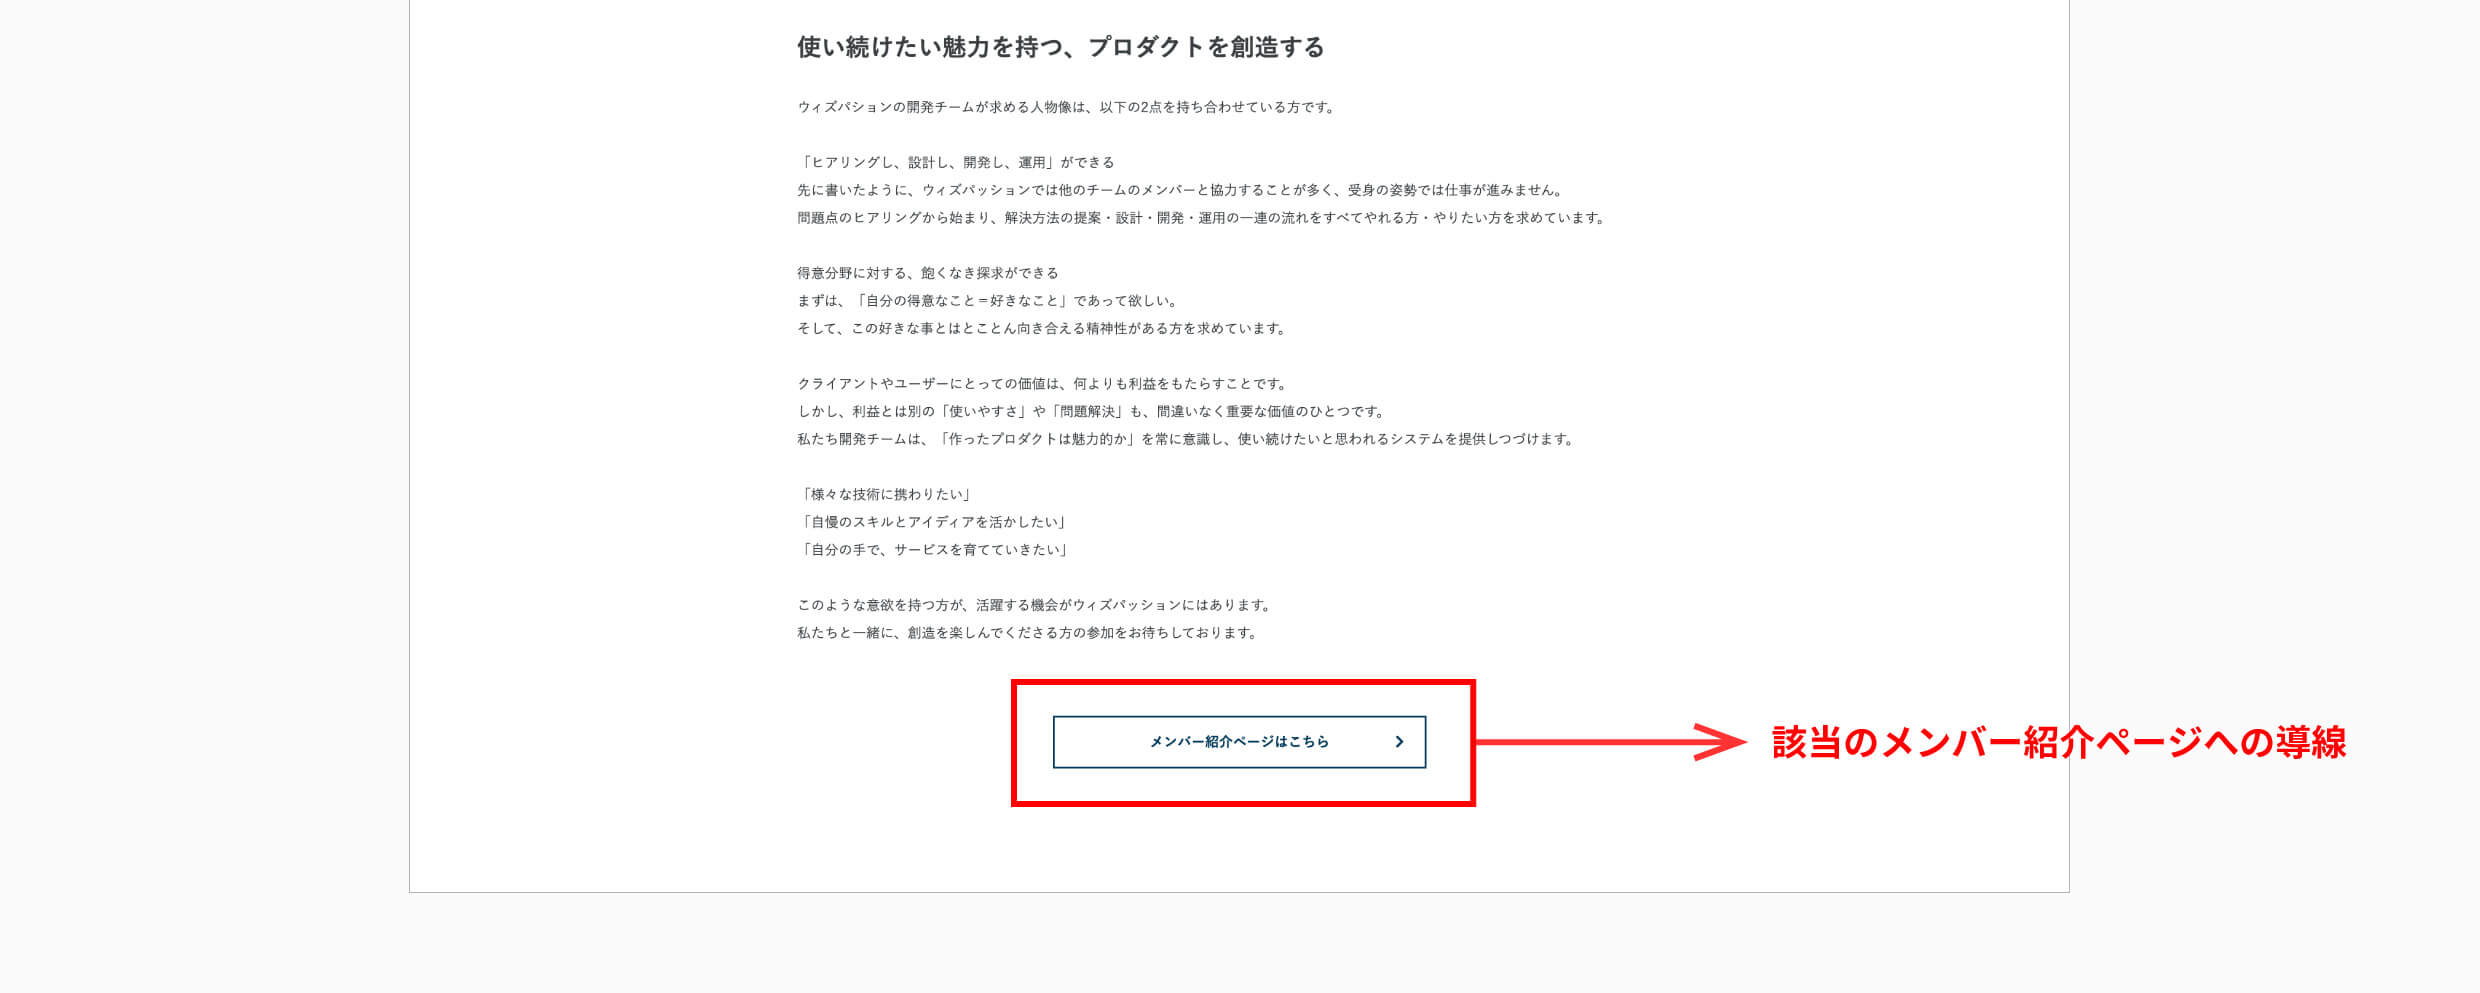 使い続けたい魅力を持つ、プロダクトを創造する
ウィズパションの開発チームが求める人物像は、以下の2点を持ち合わせている方です。
「ヒアリングし、設計し、開発し、運用」ができる
先に書いたように、ウィズパッションでは他のチームのメンバーと協力することが多く、受身の姿勢では仕事が進みません。
問題点のヒアリングから始まり、解決方法の提案・設計・開発・運用の一連の流れをすべてやれる方・やりたい方を求めています。
得意分野に対する、飽くなき探求ができる
まずは、「自分の得意なこと＝好きなこと」であって欲しい。
そして、この好きな事とはとことん向き合える精神性がある方を求めています。
クライアントやユーザーにとっての価値は、何よりも利益をもたらすことです。
しかし、利益とは別の「使いやすさ」や「問題解決」も、間違いなく重要な価値のひとつです。
私たち開発チームは、「作ったプロダクトは魅力的か」を常に意識し、使い続けたいと思われるシステムを提供しつづけます。
「様々な技術に携わりたい」
「自慢のスキルとアイディアを活かしたい」
「自分の手で、サービスを育てていきたい」
このような意欲を持つ方が、活躍する機会がウィズパッションにはあります。
私たちと一緒に、創造を楽しんでくださる方の参加をお待ちしております。
メンバー紹介ページはこちら
該当のメンバー紹介ページへの導線